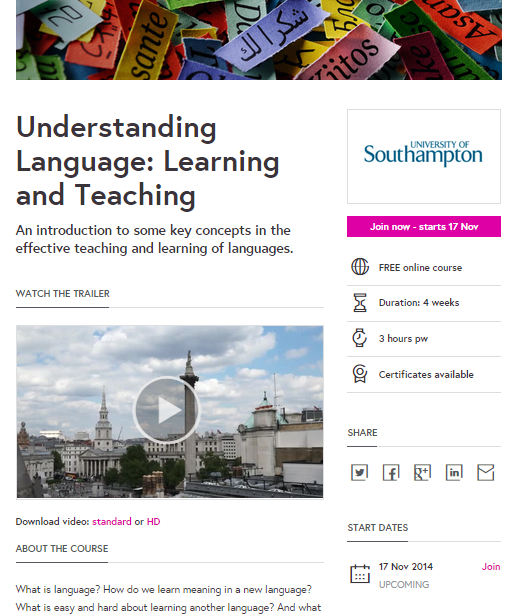 asante
شكراً
Kiitos
Asante
Understanding
Language: Learning
and Teaching
An introduction to some key concepts in the
effective teaching and learning of languages.
WATCH THE TRAILER
Download video: standard or HD
ABOUT THE COURSE
What is language? How do we learn meaning in a new language?
What is easy and hard about learning another language? And what
UNIVERSITY OF
Southampton
Join now - starts 17 Nov
FREE online course
Duration: 4 weeks
3 hours pw
Certificates available
SHARE
g+
in
START DATES
17 Nov 2014 Join
UPCOMING